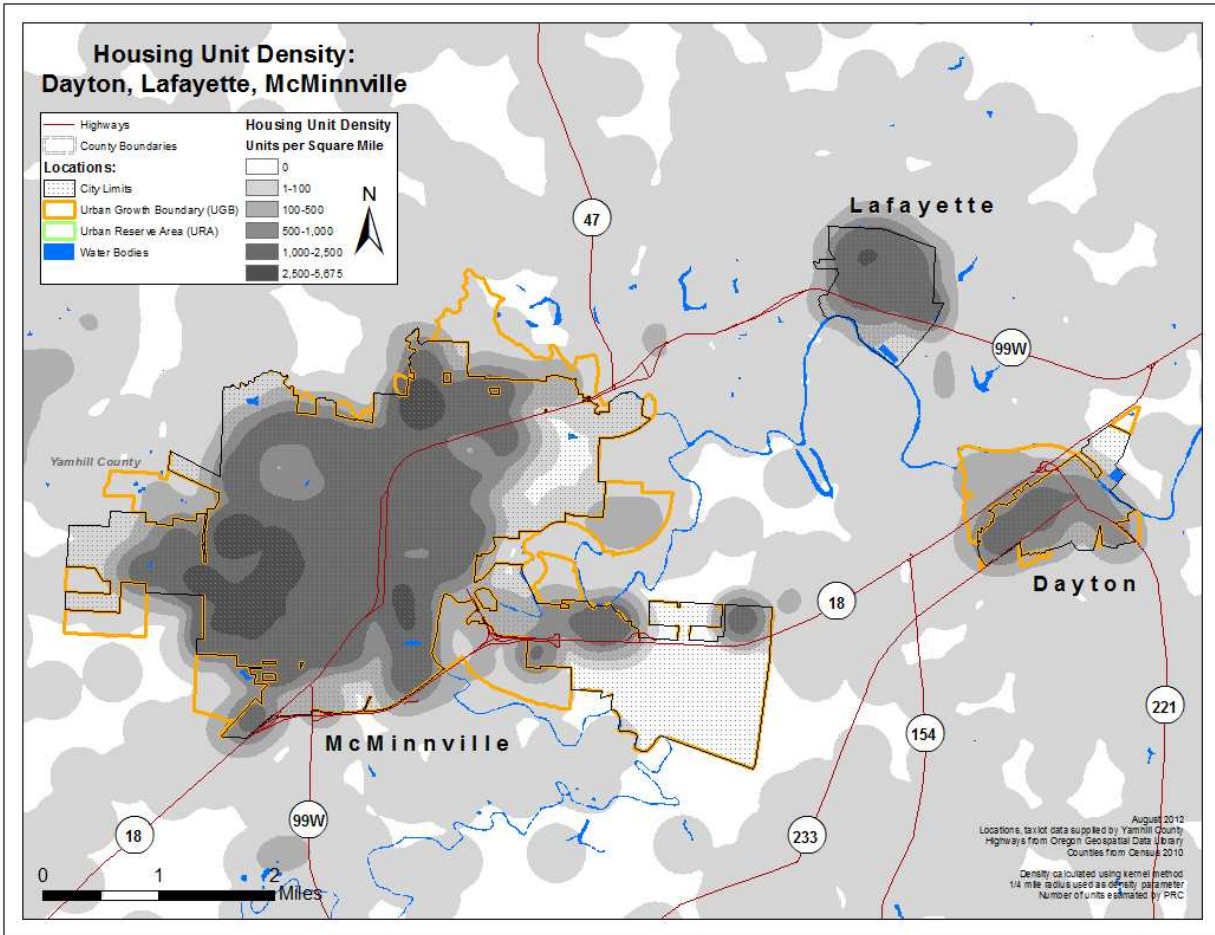 Housing Unit Density:
Dayton, Lafayette, McMinnville
Highways
County Boundaries
Locations:
City Limits
Urban Growth Boundary (UGB)
Urban Reserve Area (URA)
Water Bodies
Housing Unit Density
Units per Square Mile
0
1-100
100-500
500-1,000
1,000-2,500
2,500-5,675
N
47
Lafayette
99W
Yamhill County
Dayton
18
McMinnville
221
154
99W
18
233
0 1 2
Miles
August 2012
Locations, taxlot data supplied by Yamhill County
Highways from Oregon Geospatial Data Library
Counties from Census 2010
Density calculated using kernel method
1/4 mile radius used as density parameter
Number of units estimated by PRC